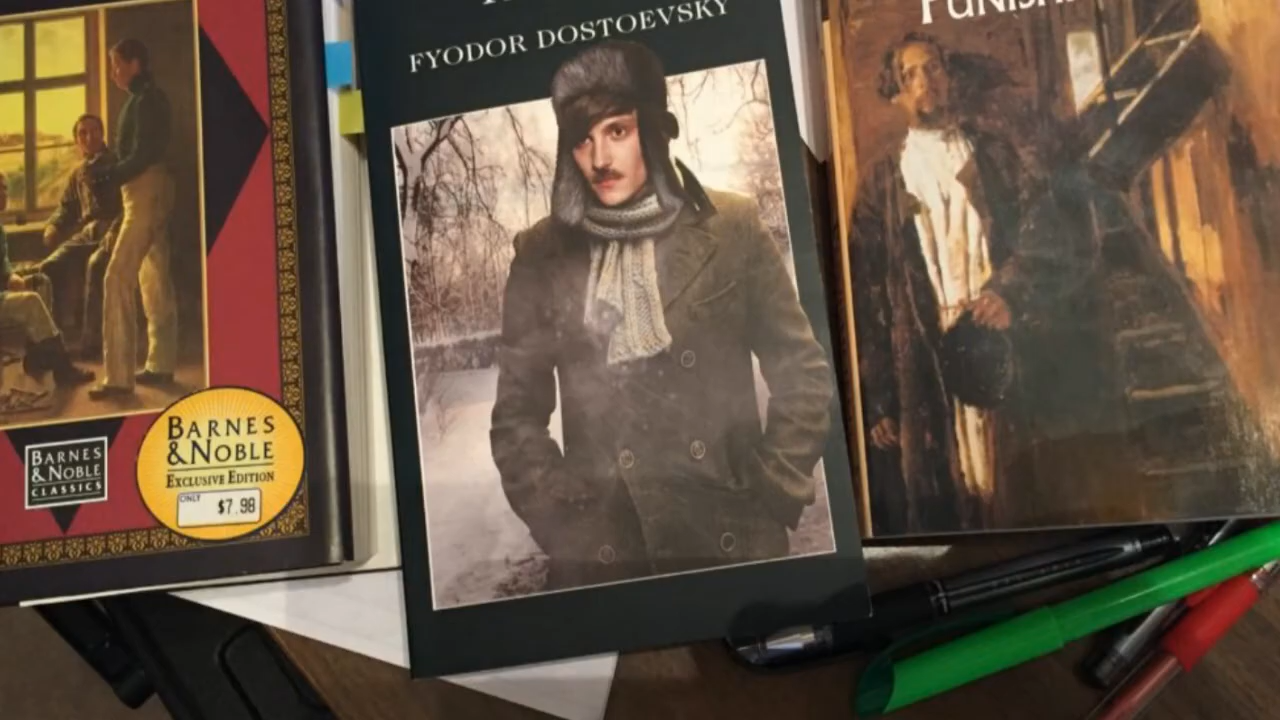 FYODOR DOSTOEVSKY
BARNES
&NOBLE
CLASSICS
BARNES
&NOBLE
EXCLUSIVE EDITION
ONLY
$7.98